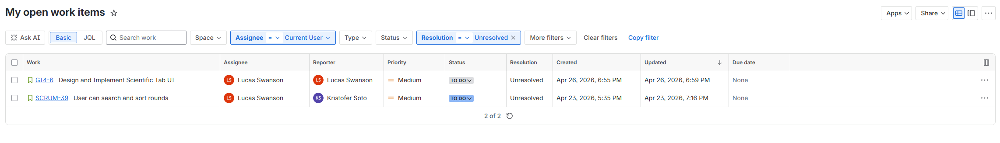 My open work items
Apps Share
Ask AI Basic JQL Search work Space Assignee = Current User Type Status Resolution = Unresolved More filters Clear filters Copy filter
Work Assignee Reporter Priority Status Resolution Created Updated Due date
GI4-6 Design and Implement Scientific Tab UI LS Lucas Swanson LS Lucas Swanson Medium TO DO Unresolved Apr 26, 2026, 6:55 PM Apr 26, 2026, 6:59 PM None
SCRUM-39 User can search and sort rounds LS Lucas Swanson KS Kristofer Soto Medium TO DO Unresolved Apr 23, 2026, 5:35 PM Apr 23, 2026, 7:16 PM None
2 of 2